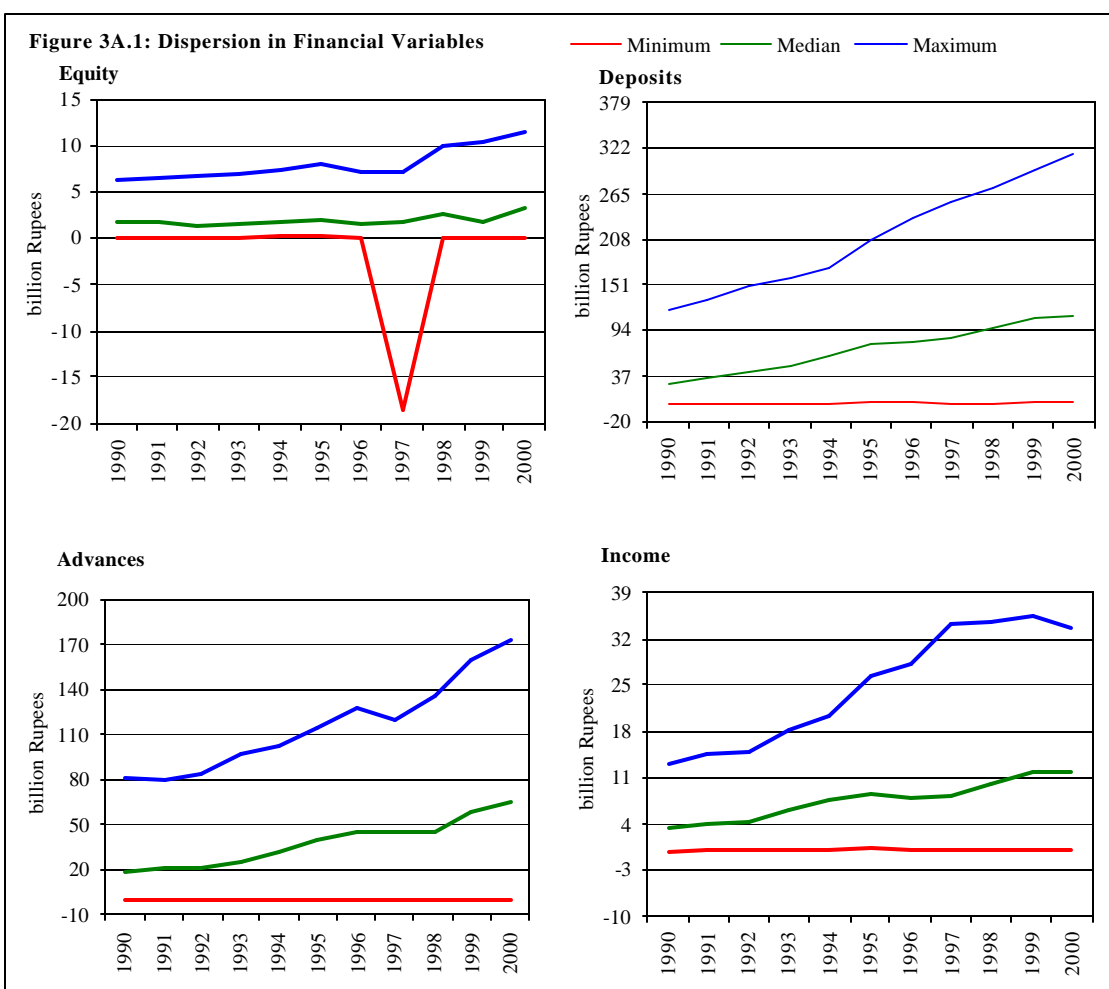 Figure 3A.1: Dispersion in Financial Variables
Minimum Median Maximum
Equity
billion Rupees
15
10
5
0
-5
-10
-15
-20
1990 1991 1992 1993 1994 1995 1996 1997 1998 1999 2000
Deposits
billion Rupees
379
322
265
208
151
94
37
-20
1990 1991 1992 1993 1994 1995 1996 1997 1998 1999 2000
Advances
billion Rupees
200
170
140
110
80
50
20
-10
1990 1991 1992 1993 1994 1995 1996 1997 1998 1999 2000
Income
billion Rupees
39
32
25
18
11
4
-3
-10
1990 1991 1992 1993 1994 1995 1996 1997 1998 1999 2000